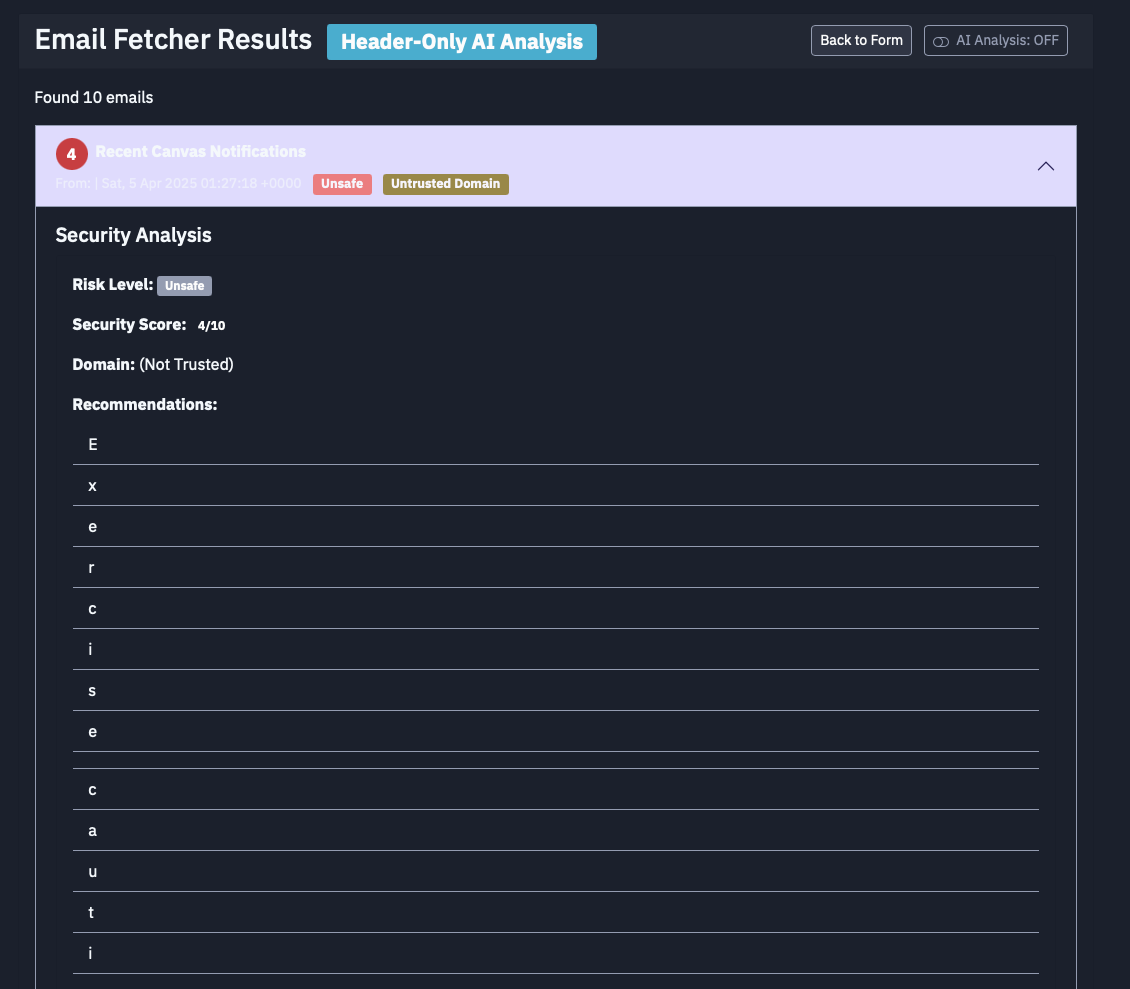 Email Fetcher Results Header-Only AI Analysis Back to Form AI Analysis: OFF
Found 10 emails
4 Recent Canvas Notifications
From: | Sat, 5 Apr 2025 01:27:18 +0000 Unsafe Untrusted Domain
Security Analysis
Risk Level: Unsafe
Security Score: 4/10
Domain: (Not Trusted)
Recommendations:
E
x
e
r
c
i
s
e
c
a
u
t
i